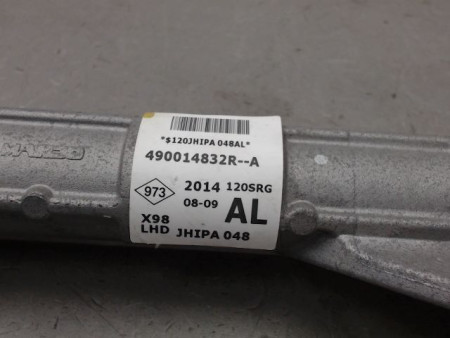 *$120JHIPA 048AL*
490014832R--A
973 2014 120SRG
08-09 AL
X98
LHD JHIPA 048